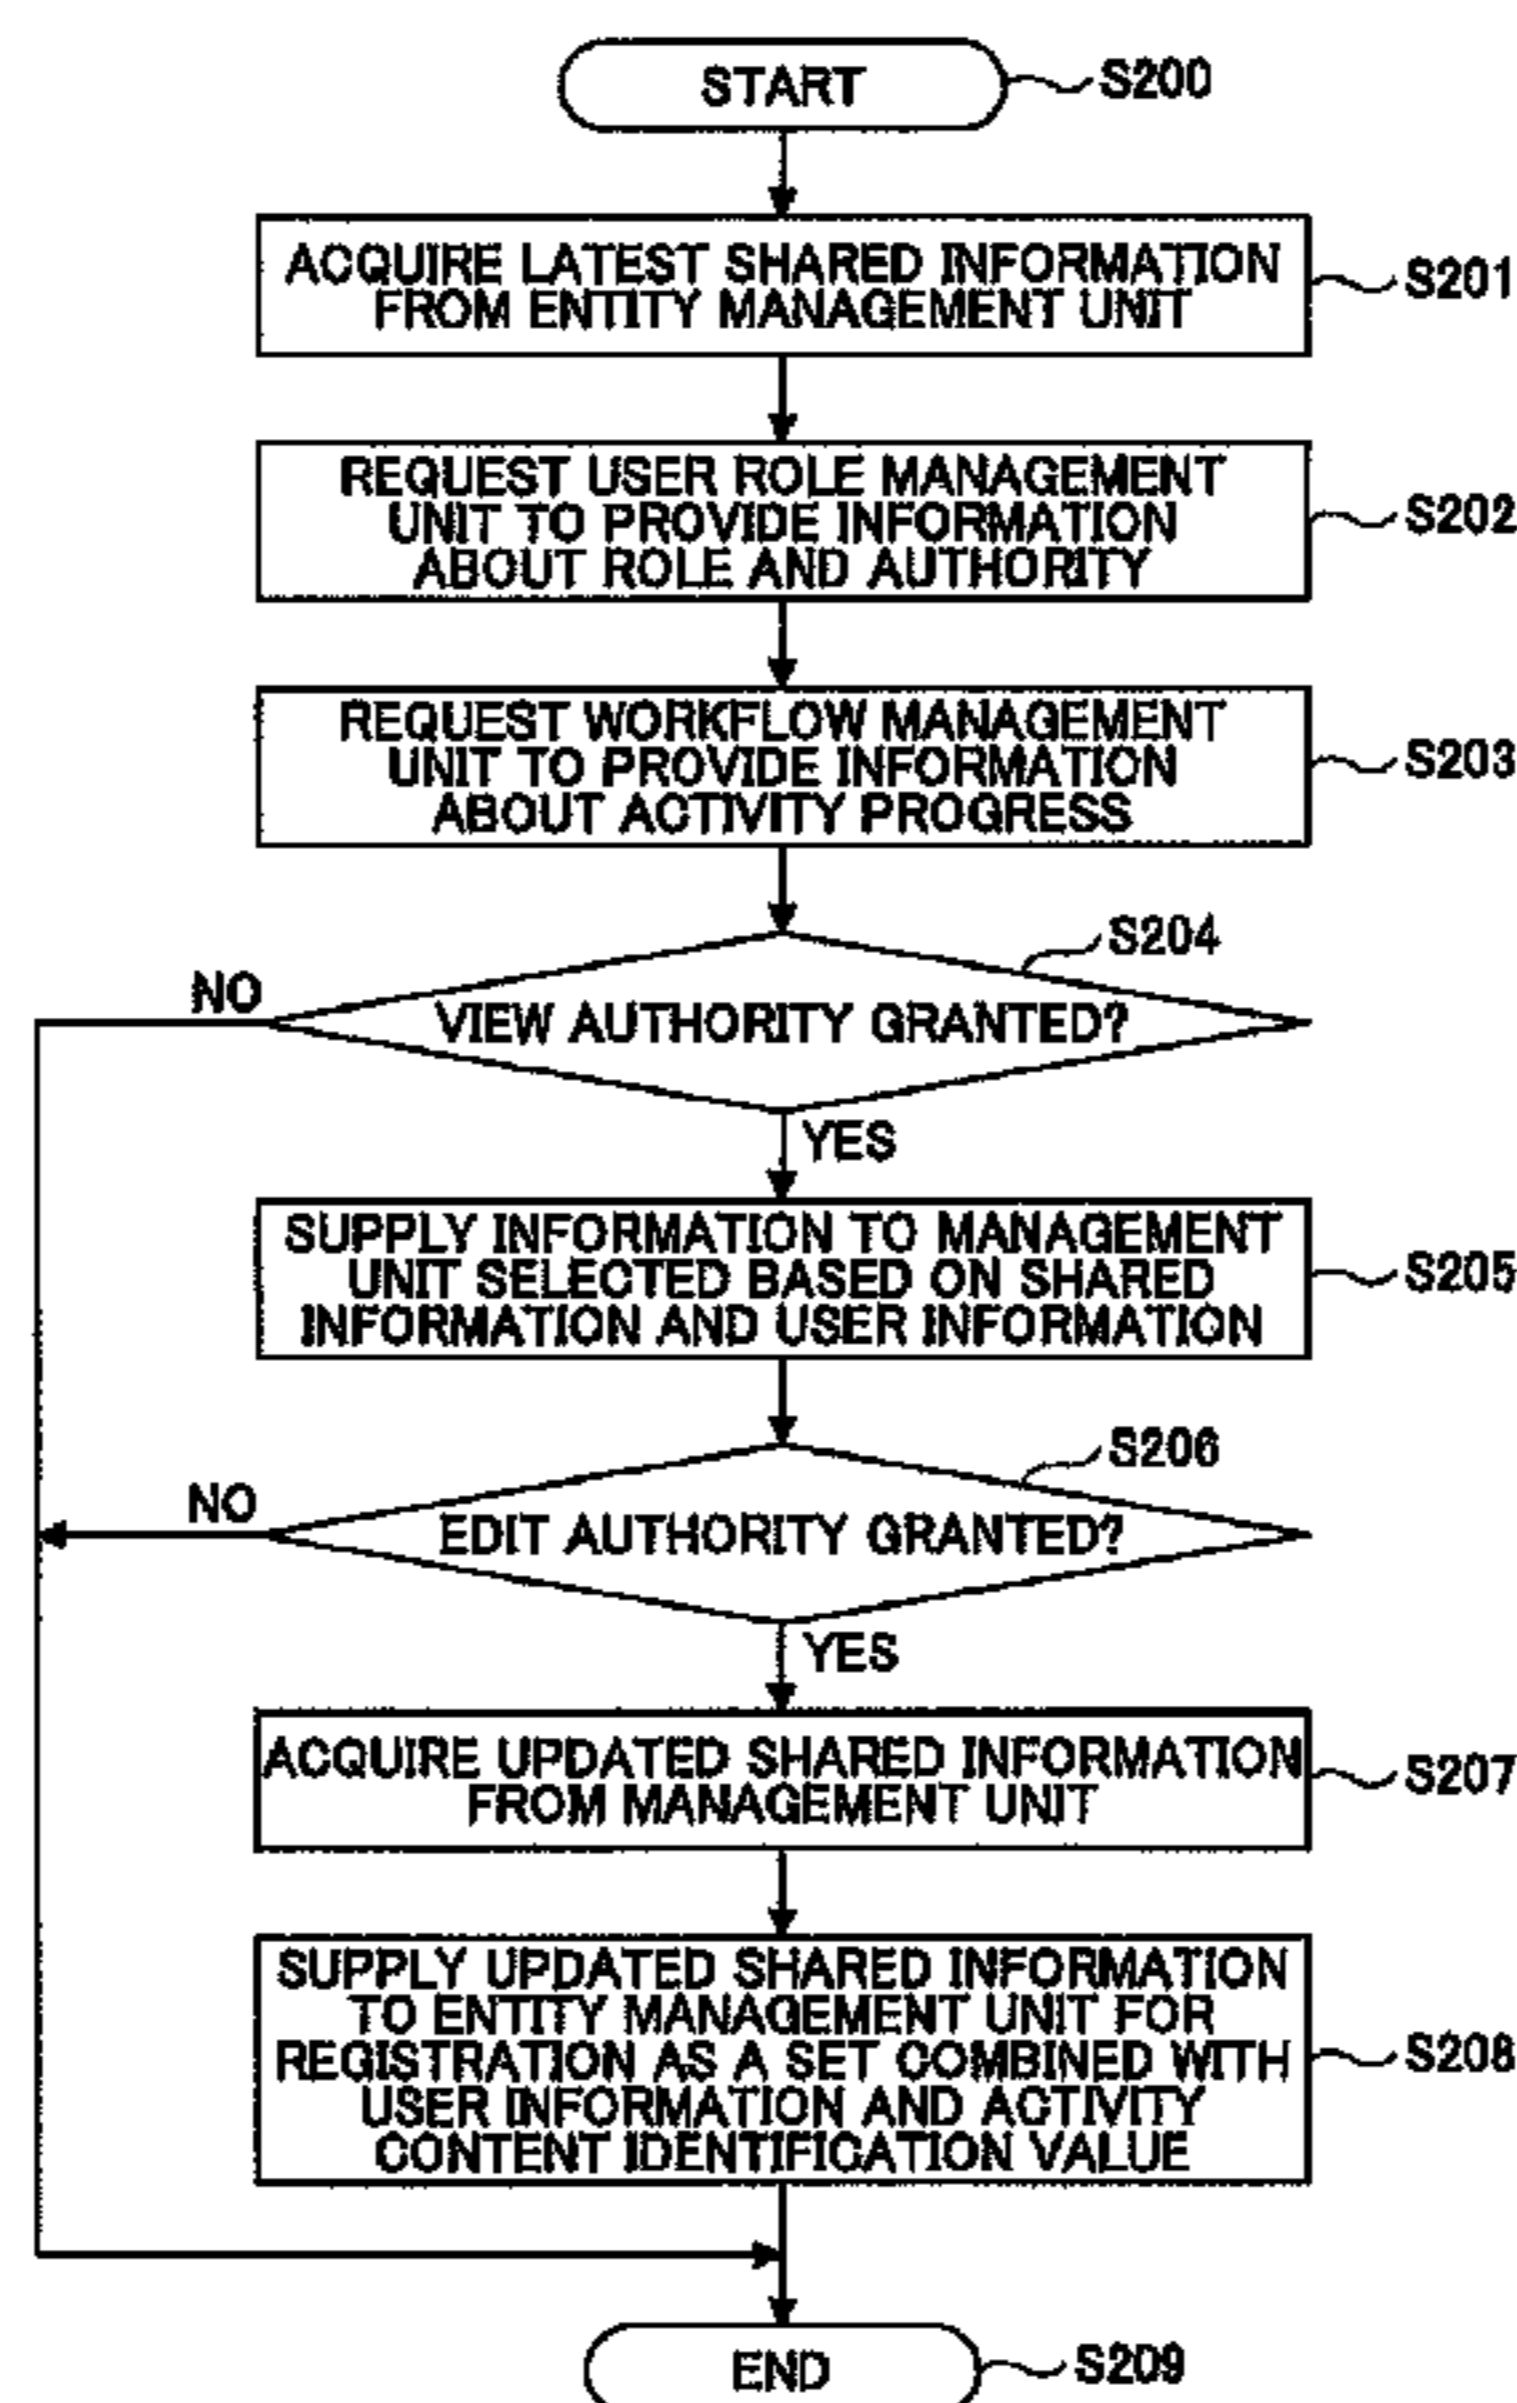 START
S200
ACQUIRE LATEST SHARED INFORMATION
FROM ENTITY MANAGEMENT UNIT
S201
REQUEST USER ROLE MANAGEMENT
UNIT TO PROVIDE INFORMATION
ABOUT ROLE AND AUTHORITY
S202
REQUEST WORKFLOW MANAGEMENT
UNIT TO PROVIDE INFORMATION
ABOUT ACTIVITY PROGRESS
S203
S204
NO
VIEW AUTHORITY GRANTED?
YES
SUPPLY INFORMATION TO MANAGEMENT
UNIT SELECTED BASED ON SHARED
INFORMATION AND USER INFORMATION
S205
S206
NO
EDIT AUTHORITY GRANTED?
YES
ACQUIRE UPDATED SHARED INFORMATION
FROM MANAGEMENT UNIT
S207
SUPPLY UPDATED SHARED INFORMATION
TO ENTITY MANAGEMENT UNIT FOR
REGISTRATION AS A SET COMBINED WITH
USER INFORMATION AND ACTIVITY
CONTENT IDENTIFICATION VALUE
S208
END
S209